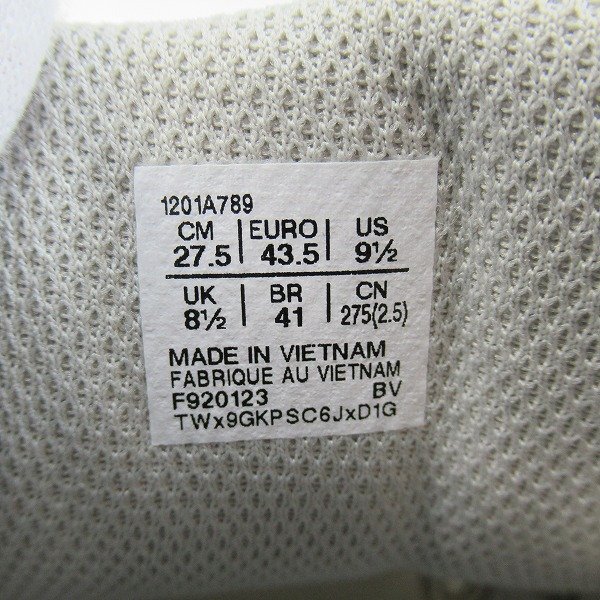 1201A789
CM EURO US
27.5 43.5 9½
UK BR CN
8½ 41 275(2.5)
MADE IN VIETNAM
FABRIQUE AU VIETNAM
F920123 BV
TWx9GKPSC6JxD1G